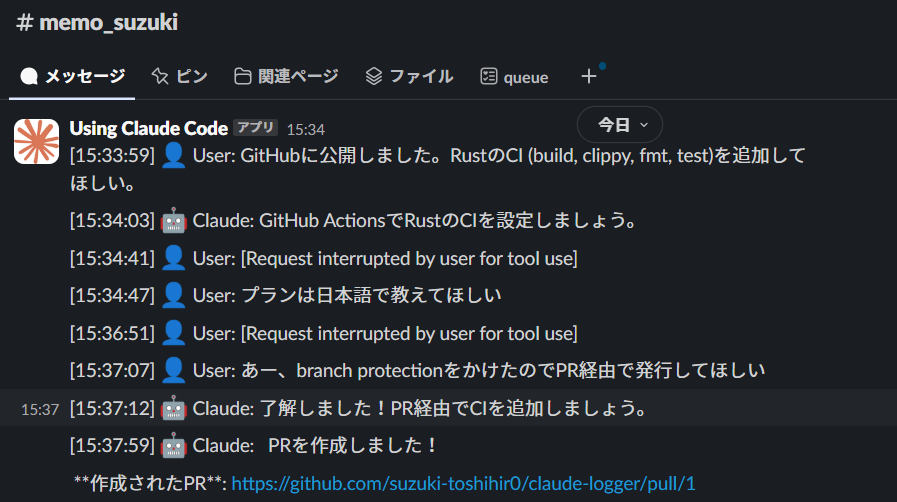 # memo_suzuki
メッセージ ピン 関連ページ ファイル queue +
Using Claude Code アプリ 15:34
今日
[15:33:59] 👤 User: GitHubに公開しました。RustのCI (build, clippy, fmt, test)を追加して
ほしい。
[15:34:03] 🤖 Claude: GitHub ActionsでRustのCIを設定しましょう。
[15:34:41] 👤 User: [Request interrupted by user for tool use]
[15:34:47] 👤 User: プランは日本語で教えてほしい
[15:36:51] 👤 User: [Request interrupted by user for tool use]
[15:37:07] 👤 User: あー、branch protectionをかけたのでPR経由で発行してほしい
15:37 [15:37:12] 🤖 Claude: 了解しました！PR経由でCIを追加しましょう。
[15:37:59] 🤖 Claude: PRを作成しました！
**作成されたPR**: https://github.com/suzuki-toshihir0/claude-logger/pull/1